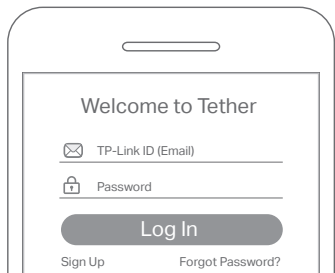 Welcome to Tether
TP-Link ID (Email)
Password
Log In
Sign Up Forgot Password?